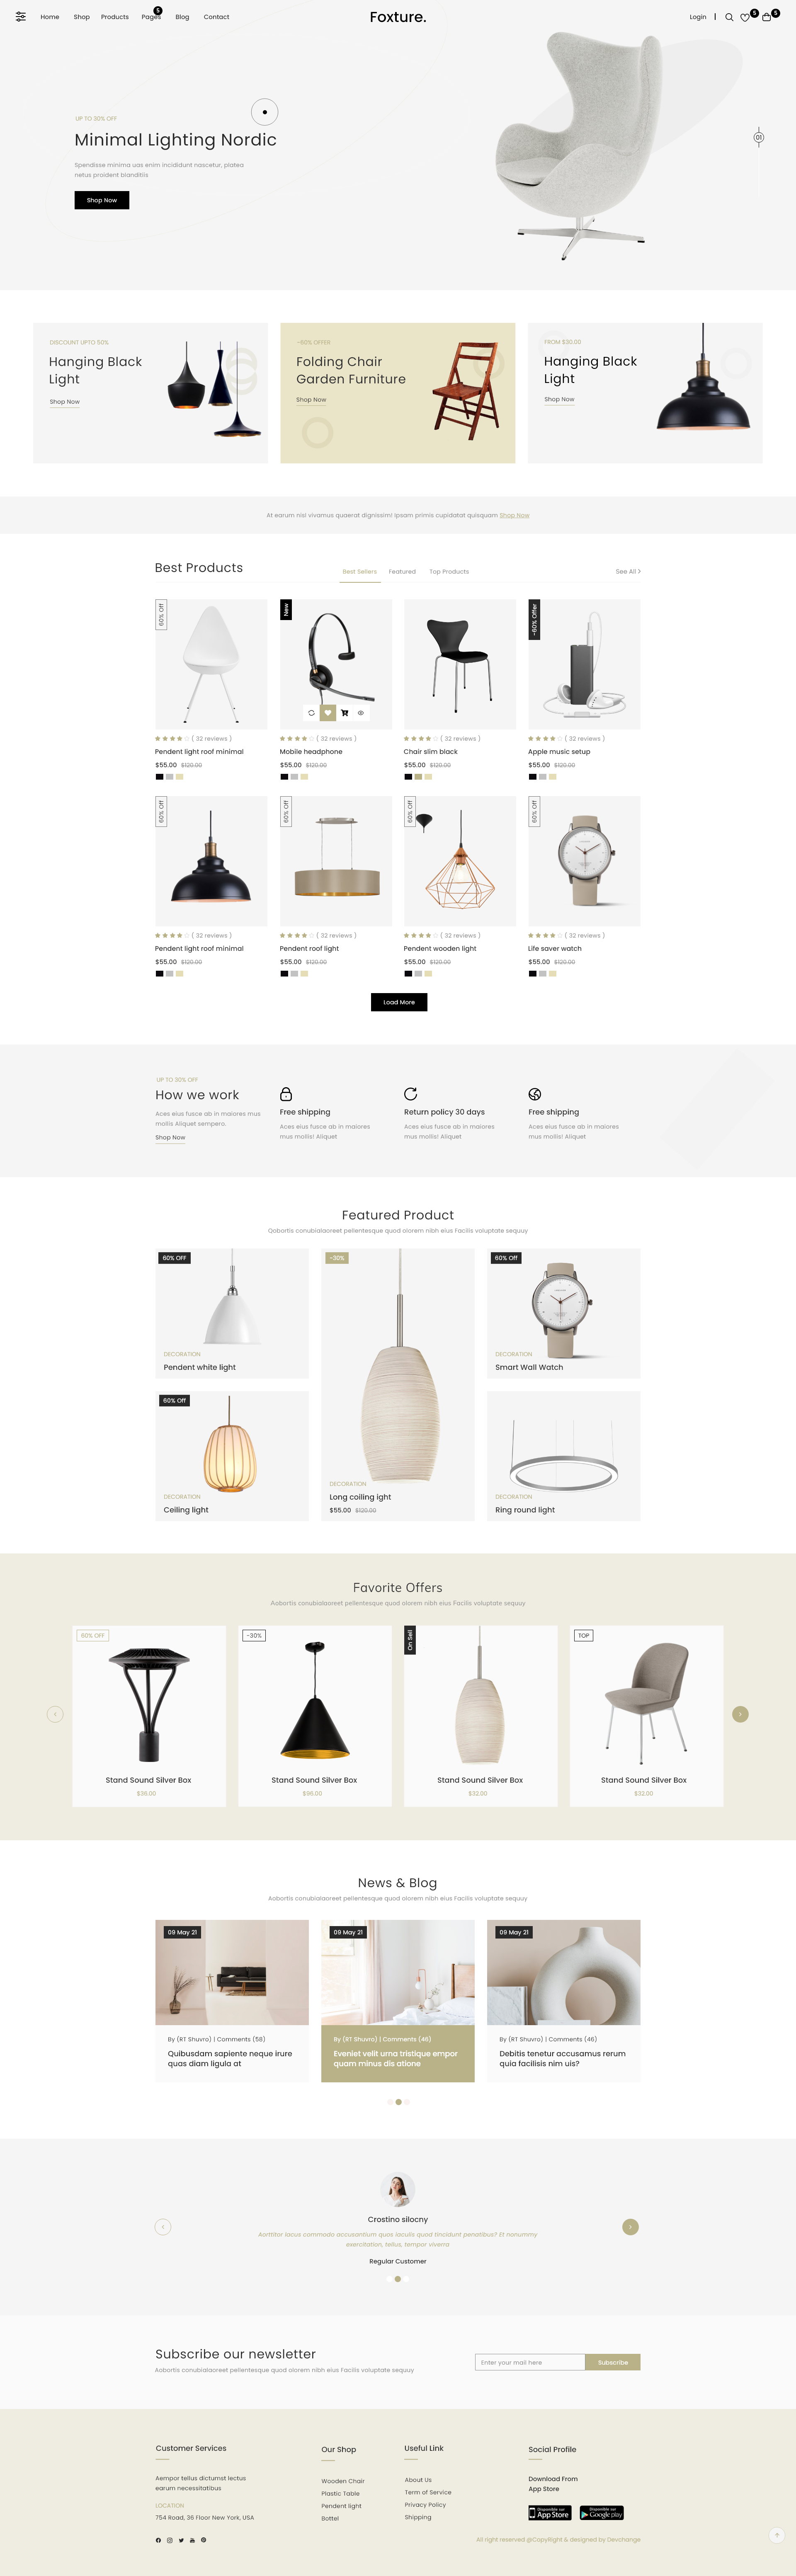 Home Shop Products Pages 5 Blog Contact
Foxture.
Login 5 5
UP TO 30% OFF
Minimal Lighting Nordic
Spendisse minima uas enim incididunt nascetur, platea
netus proident blanditiis
Shop Now
01
DISCOUNT UPTO 50%
Hanging Black
Light
Shop Now
-60% OFFER
Folding Chair
Garden Furniture
Shop Now
FROM $30.00
Hanging Black
Light
Shop Now
At earum nisl vivamus quaerat dignissim! Ipsam primis cupidatat quisquam Shop Now
Best Products
Best Sellers Featured Top Products
See All
60% Off
New
-60% Offer
( 32 reviews ) ( 32 reviews ) ( 32 reviews ) ( 32 reviews )
Pendent light roof minimal Mobile headphone Chair slim black Apple music setup
$55.00 $120.00 $55.00 $120.00 $55.00 $120.00 $55.00 $120.00
60% Off 60% Off 60% Off 60% Off
( 32 reviews ) ( 32 reviews ) ( 32 reviews ) ( 32 reviews )
Pendent light roof minimal Pendent roof light Pendent wooden light Life saver watch
$55.00 $120.00 $55.00 $120.00 $55.00 $120.00 $55.00 $120.00
Load More
UP TO 30% OFF
How we work
Aces eius fusce ab in maiores mus
mollis Aliquet sempero.
Shop Now
Free shipping
Aces eius fusce ab in maiores
mus mollis! Aliquet
Return policy 30 days
Aces eius fusce ab in maiores
mus mollis! Aliquet
Free shipping
Aces eius fusce ab in maiores
mus mollis! Aliquet
Featured Product
Qobortis conubialaoreet pellentesque quod olorem nibh eius Facilis voluptate sequuy
60% OFF
DECORATION
Pendent white light
60% Off
DECORATION
Ceiling light
-30%
DECORATION
Long coiling ight
$55.00 $120.00
60% Off
DECORATION
Smart Wall Watch
DECORATION
Ring round light
Favorite Offers
Aobortis conubialaoreet pellentesque quod olorem nibh eius Facilis voluptate sequuy
60% OFF
Stand Sound Silver Box
$38.00
-30%
Stand Sound Silver Box
$96.00
On Sell
Stand Sound Silver Box
$32.00
TOP
Stand Sound Silver Box
$32.00
News & Blog
Aobortis conubialaoreet pellentesque quod olorem nibh eius Facilis voluptate sequuy
09 May 21
By (RT Shuvro) | Comments (58)
Quibusdam sapiente neque irure
quas diam ligula at
09 May 21
By (RT Shuvro) | Comments (46)
Eveniet velit urna tristique empor
quam minus dis atione
09 May 21
By (RT Shuvro) | Comments (46)
Debitis tenetur accusamus rerum
quia facilisis nim uis?
Crostino silocny
Aorttitor lacus commodo accusantium quos iaculis quod tincidunt penatibus? Et nonummy
exercitation, tellus, tempor viverra
Regular Customer
Subscribe our newsletter
Aobortis conubialaoreet pellentesque quod olorem nibh eius Facilis voluptate sequuy
Enter your mail here
Subscribe
Customer Services
Aempor tellus dictumst lectus
earum necessitatibus
LOCATION
754 Road, 36 Floor New York, USA
Our Shop
Wooden Chair
Plastic Table
Pendent light
Bottel
Useful Link
About Us
Term of Service
Privacy Policy
Shipping
Social Profile
Download From
App Store
Disponibile su
App Store
Disponibile su
Google play
All right reserved @CopyRight & designed by Devchange